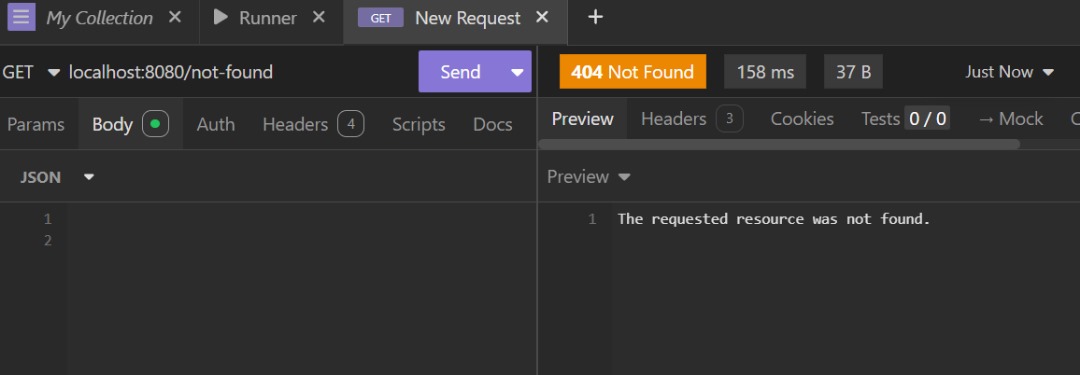 My Collection × Runner × GET New Request × +
GET localhost:8080/not-found Send
404 Not Found 158 ms 37 B Just Now
Params Body Auth Headers 4 Scripts Docs
Preview Headers 3 Cookies Tests 0 / 0 → Mock
JSON
Preview
1
2
1 The requested resource was not found.